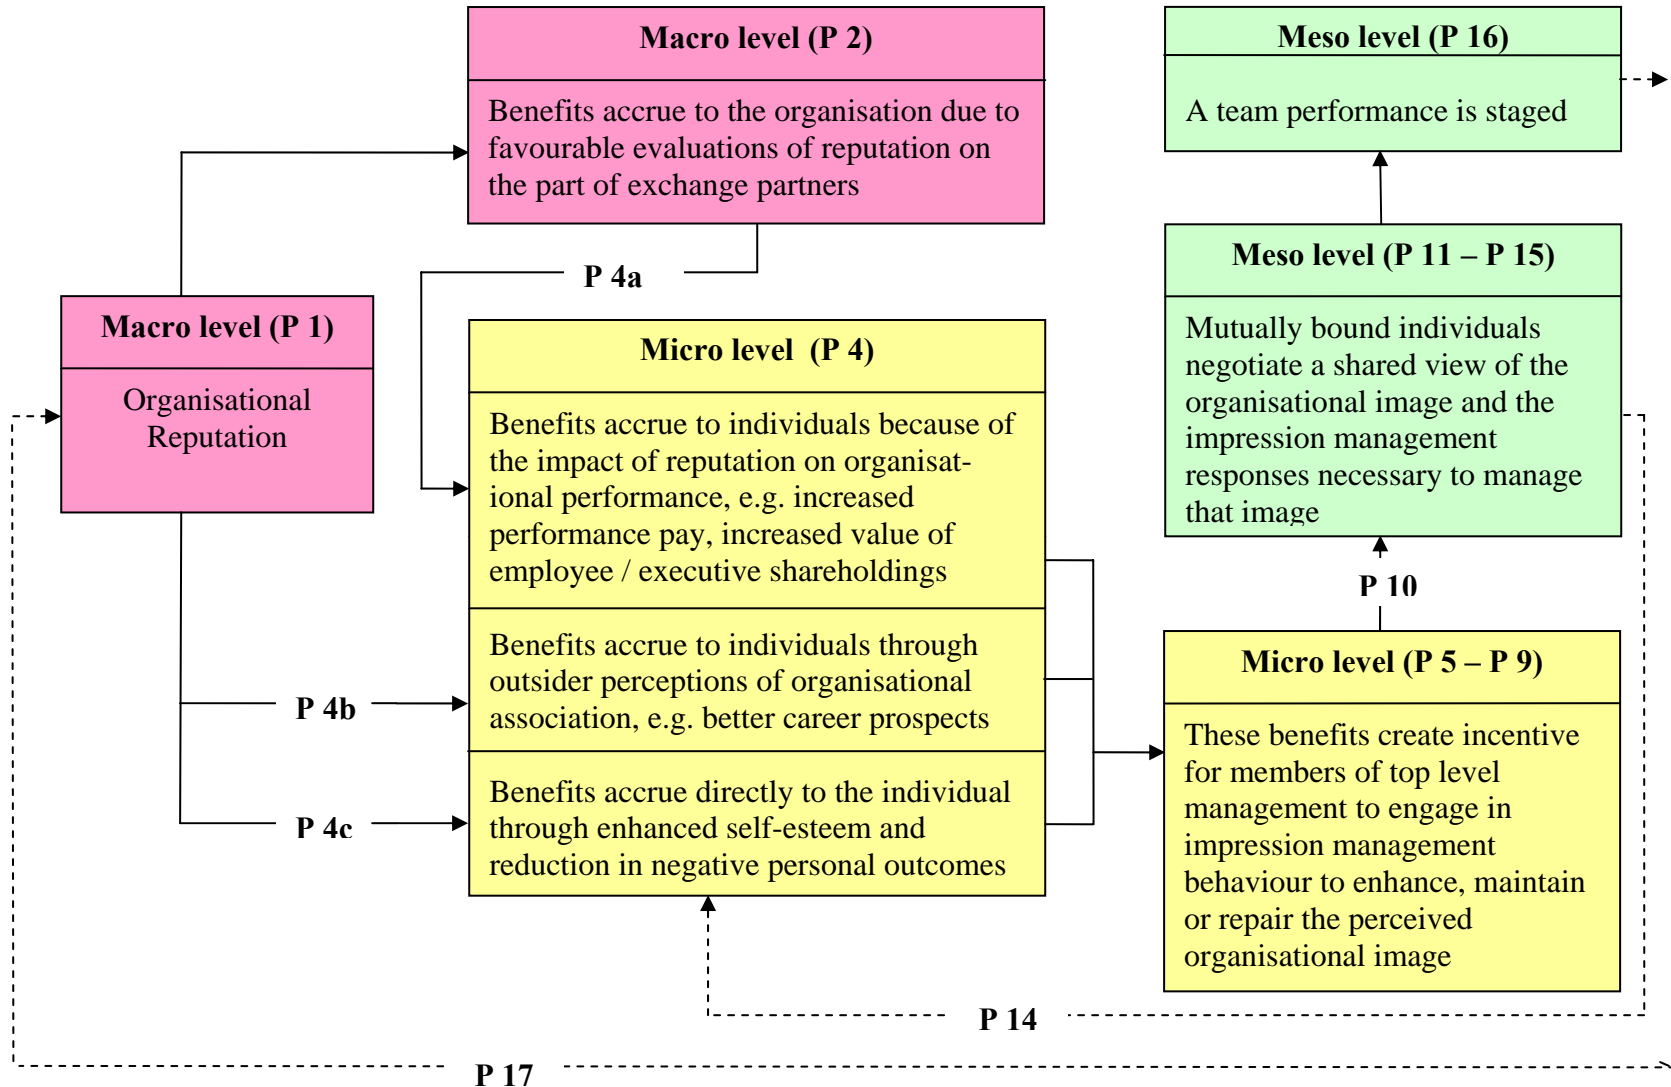 Macro level (P 2)
Benefits accrue to the organisation due to
favourable evaluations of reputation on
the part of exchange partners
Meso level (P 16)
A team performance is staged
P 4a
Macro level (P 1)
Organisational
Reputation
Micro level (P 4)
Benefits accrue to individuals because of
the impact of reputation on organisat-
ional performance, e.g. increased
performance pay, increased value of
employee / executive shareholdings
Benefits accrue to individuals through
outsider perceptions of organisational
association, e.g. better career prospects
Benefits accrue directly to the individual
through enhanced self-esteem and
reduction in negative personal outcomes
P 4b
P 4c
Meso level (P 11 – P 15)
Mutually bound individuals
negotiate a shared view of the
organisational image and the
impression management
responses necessary to manage
that image
P 10
Micro level (P 5 – P 9)
These benefits create incentive
for members of top level
management to engage in
impression management
behaviour to enhance, maintain
or repair the perceived
organisational image
P 14
P 17